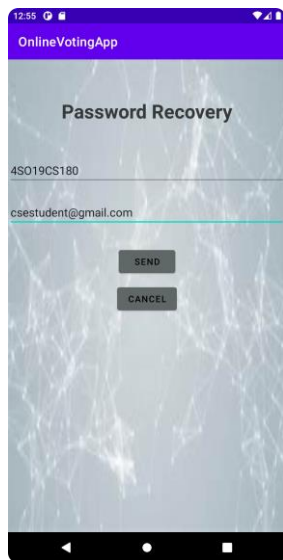 12:55
OnlineVotingApp
Password Recovery
4SO19CS180
csestudent@gmail.com
SEND
CANCEL